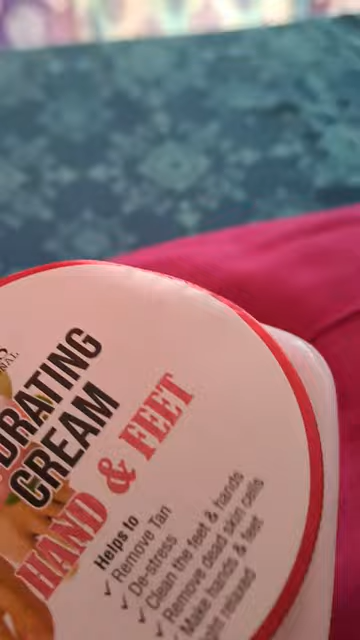 DRATING
CREAM
HAND & FEET
Helps to
✓ Remove Tan
✓ De-stress
✓ Clean the feet & hands
✓ Remove dead skin cells
✓ Make hands & feet
relaxed